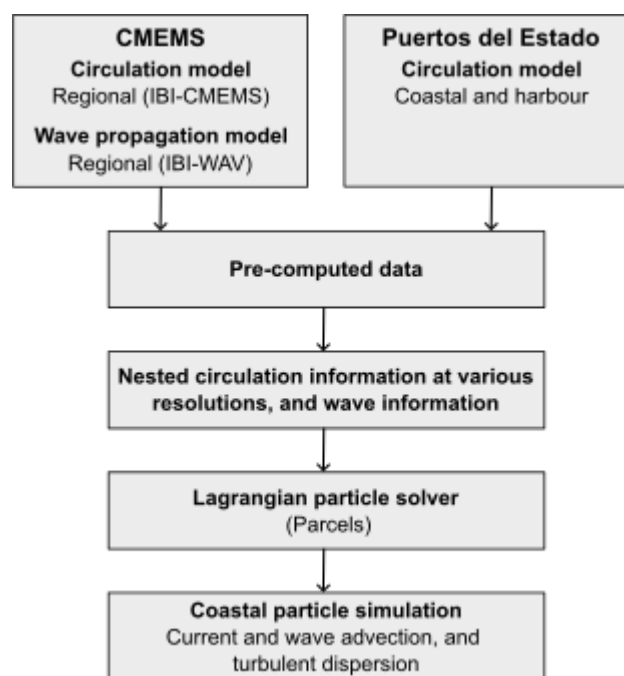 CMEMS
Circulation model
Regional (IBI-CMEMS)
Wave propagation model
Regional (IBI-WAV)
Puertos del Estado
Circulation model
Coastal and harbour
Pre-computed data
Nested circulation information at various
resolutions, and wave information
Lagrangian particle solver
(Parcels)
Coastal particle simulation
Current and wave advection, and
turbulent dispersion